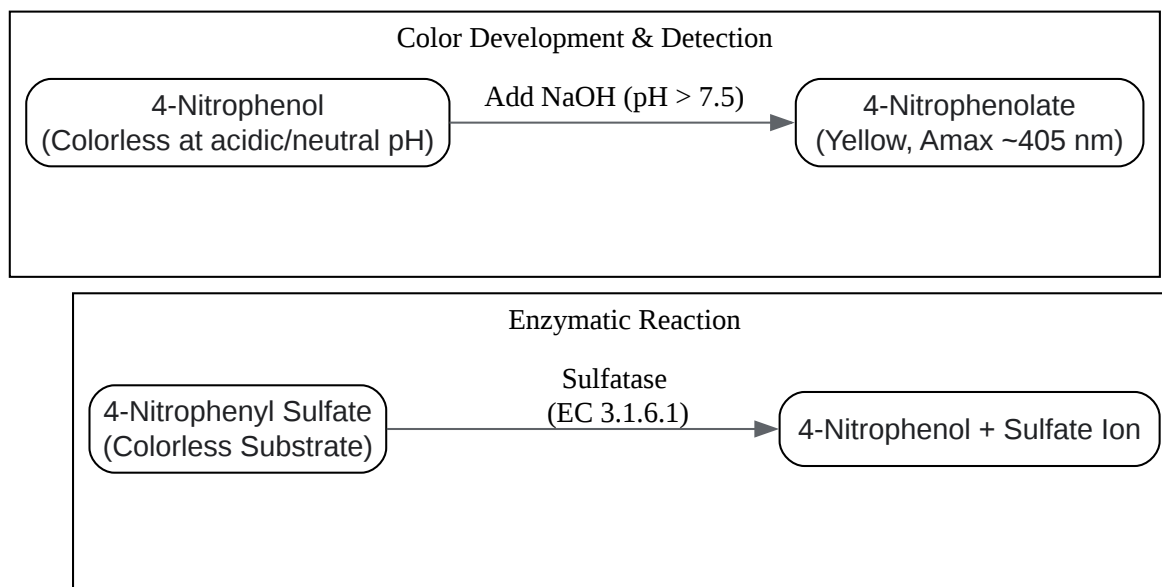 Color Development & Detection
4-Nitrophenol
(Colorless at acidic/neutral pH)
Add NaOH (pH > 7.5)
4-Nitrophenolate
(Yellow, Amax ~405 nm)
Enzymatic Reaction
4-Nitrophenyl Sulfate
(Colorless Substrate)
Sulfatase
(EC 3.1.6.1)
4-Nitrophenol + Sulfate Ion